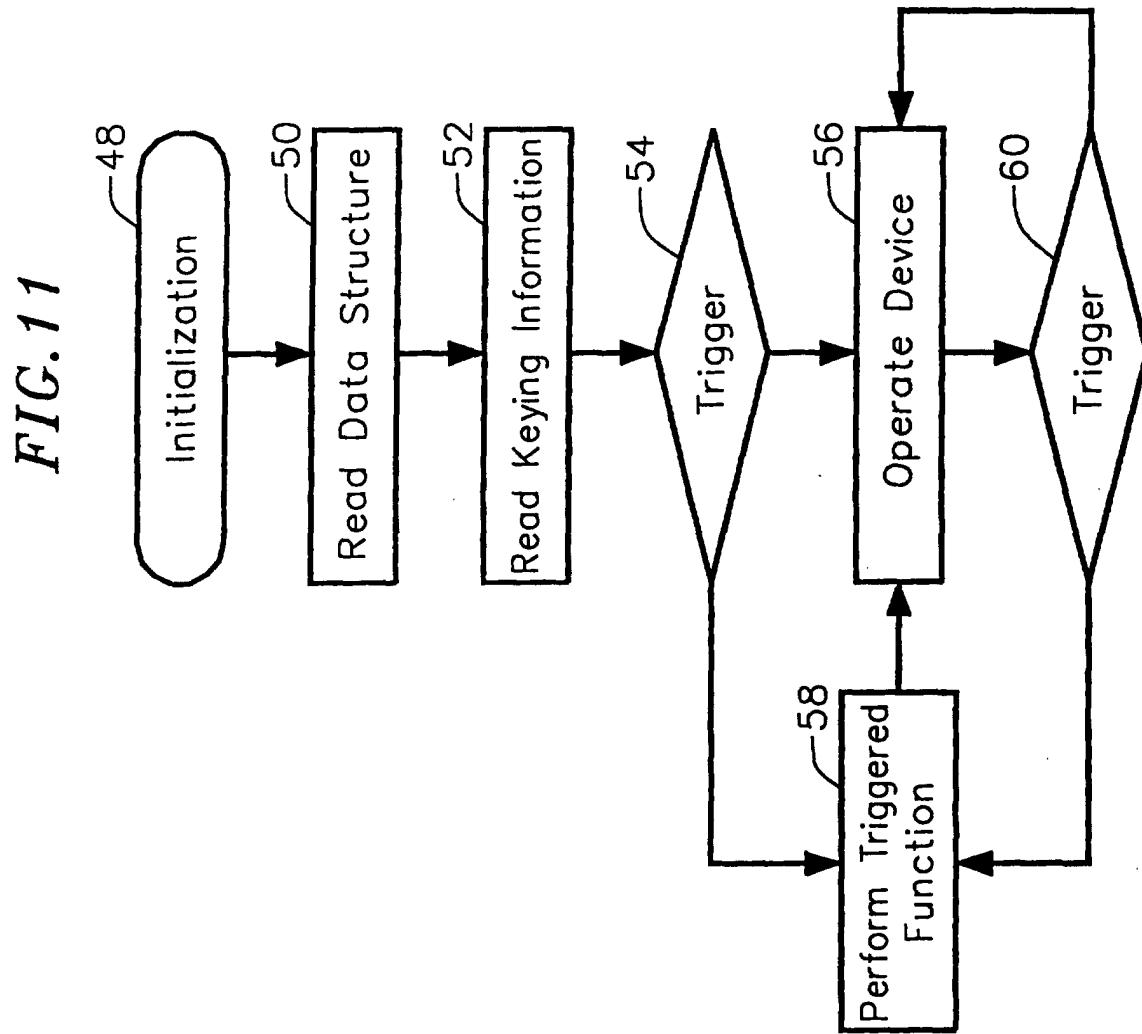 FIG.11
Initialization
48
Read Data Structure
50
Read Keying Information
52
Trigger
54
Operate Device
56
Perform Triggered
Function
58
Trigger
60